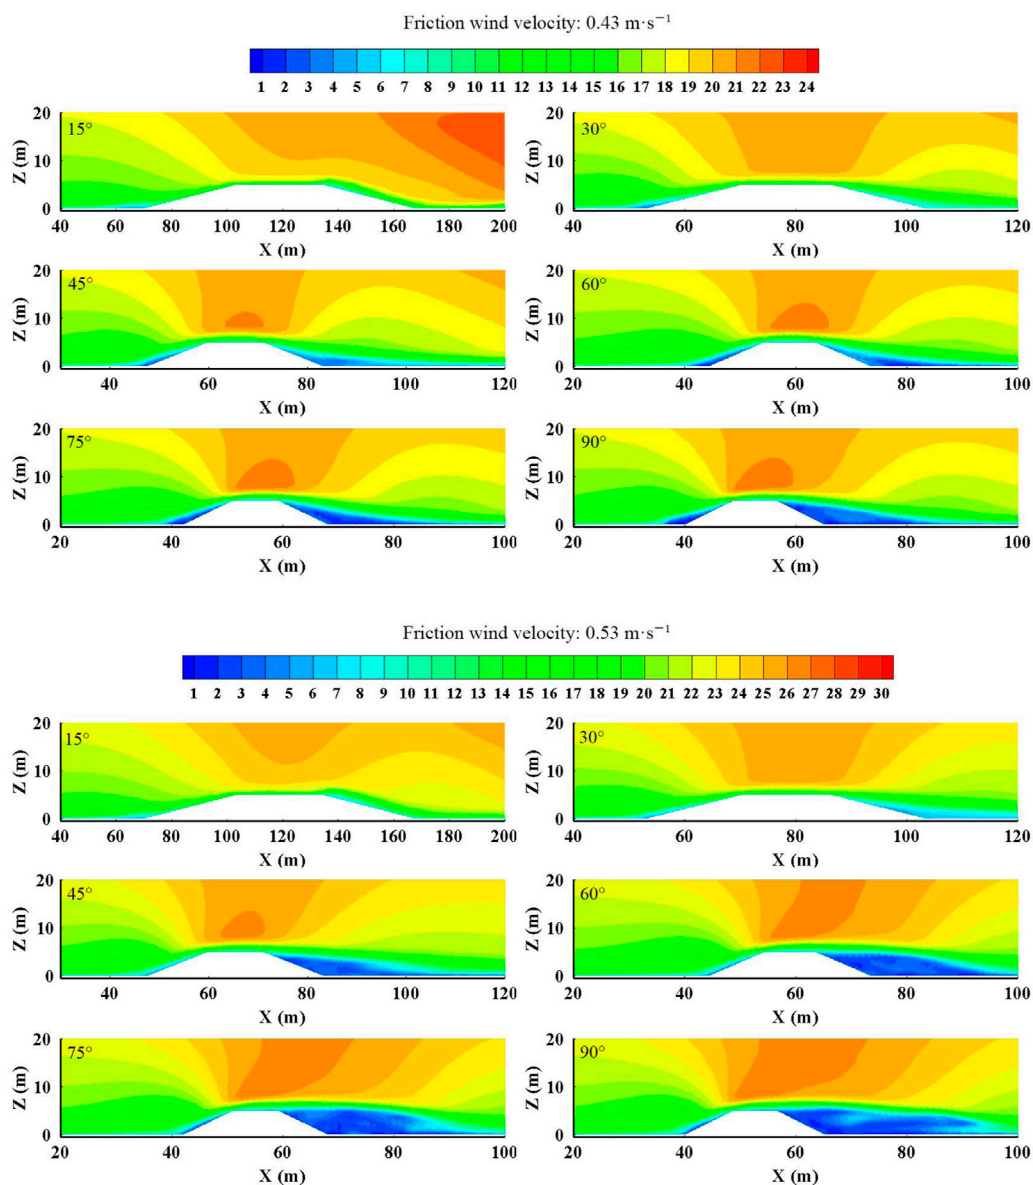 Friction wind velocity: 0.43 m·s⁻¹
1 2 3 4 5 6 7 8 9 10 11 12 13 14 15 16 17 18 19 20 21 22 23 24
20 15° 20 30°
Z (m) 10 Z (m) 10
0 0
40 60 80 100 120 140 160 180 200 20 40 60 80 100 120
X (m) X (m)
20 45° 20 60°
Z (m) 10 Z (m) 10
0 0
40 60 80 100 120 20 40 60 80 100
X (m) X (m)
20 75° 20 90°
Z (m) 10 Z (m) 10
0 0
20 40 60 80 100 20 40 60 80 100
X (m) X (m)
Friction wind velocity: 0.53 m·s⁻¹
1 2 3 4 5 6 7 8 9 10 11 12 13 14 15 16 17 18 19 20 21 22 23 24 25 26 27 28 29 30
20 15° 20 30°
Z (m) 10 Z (m) 10
0 0
40 60 80 100 120 140 160 180 200 20 40 60 80 100 120
X (m) X (m)
20 45° 20 60°
Z (m) 10 Z (m) 10
0 0
40 60 80 100 120 20 40 60 80 100
X (m) X (m)
20 75° 20 90°
Z (m) 10 Z (m) 10
0 0
20 40 60 80 100 20 40 60 80 100
X (m) X (m)